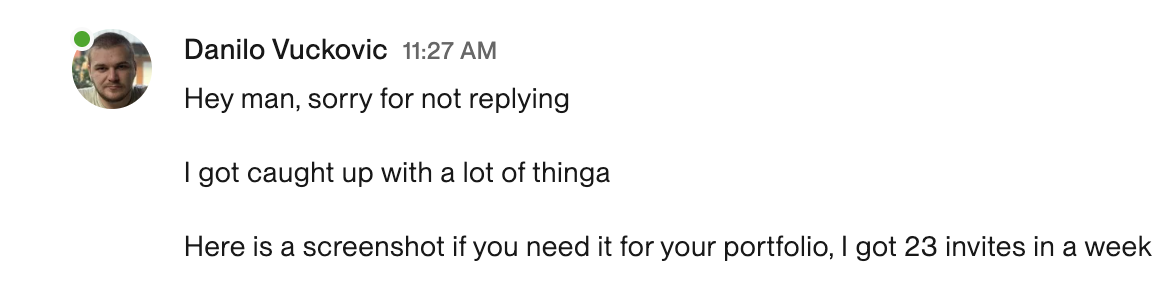 Danilo Vuckovic 11:27 AM
Hey man, sorry for not replying
I got caught up with a lot of thinga
Here is a screenshot if you need it for your portfolio, I got 23 invites in a week